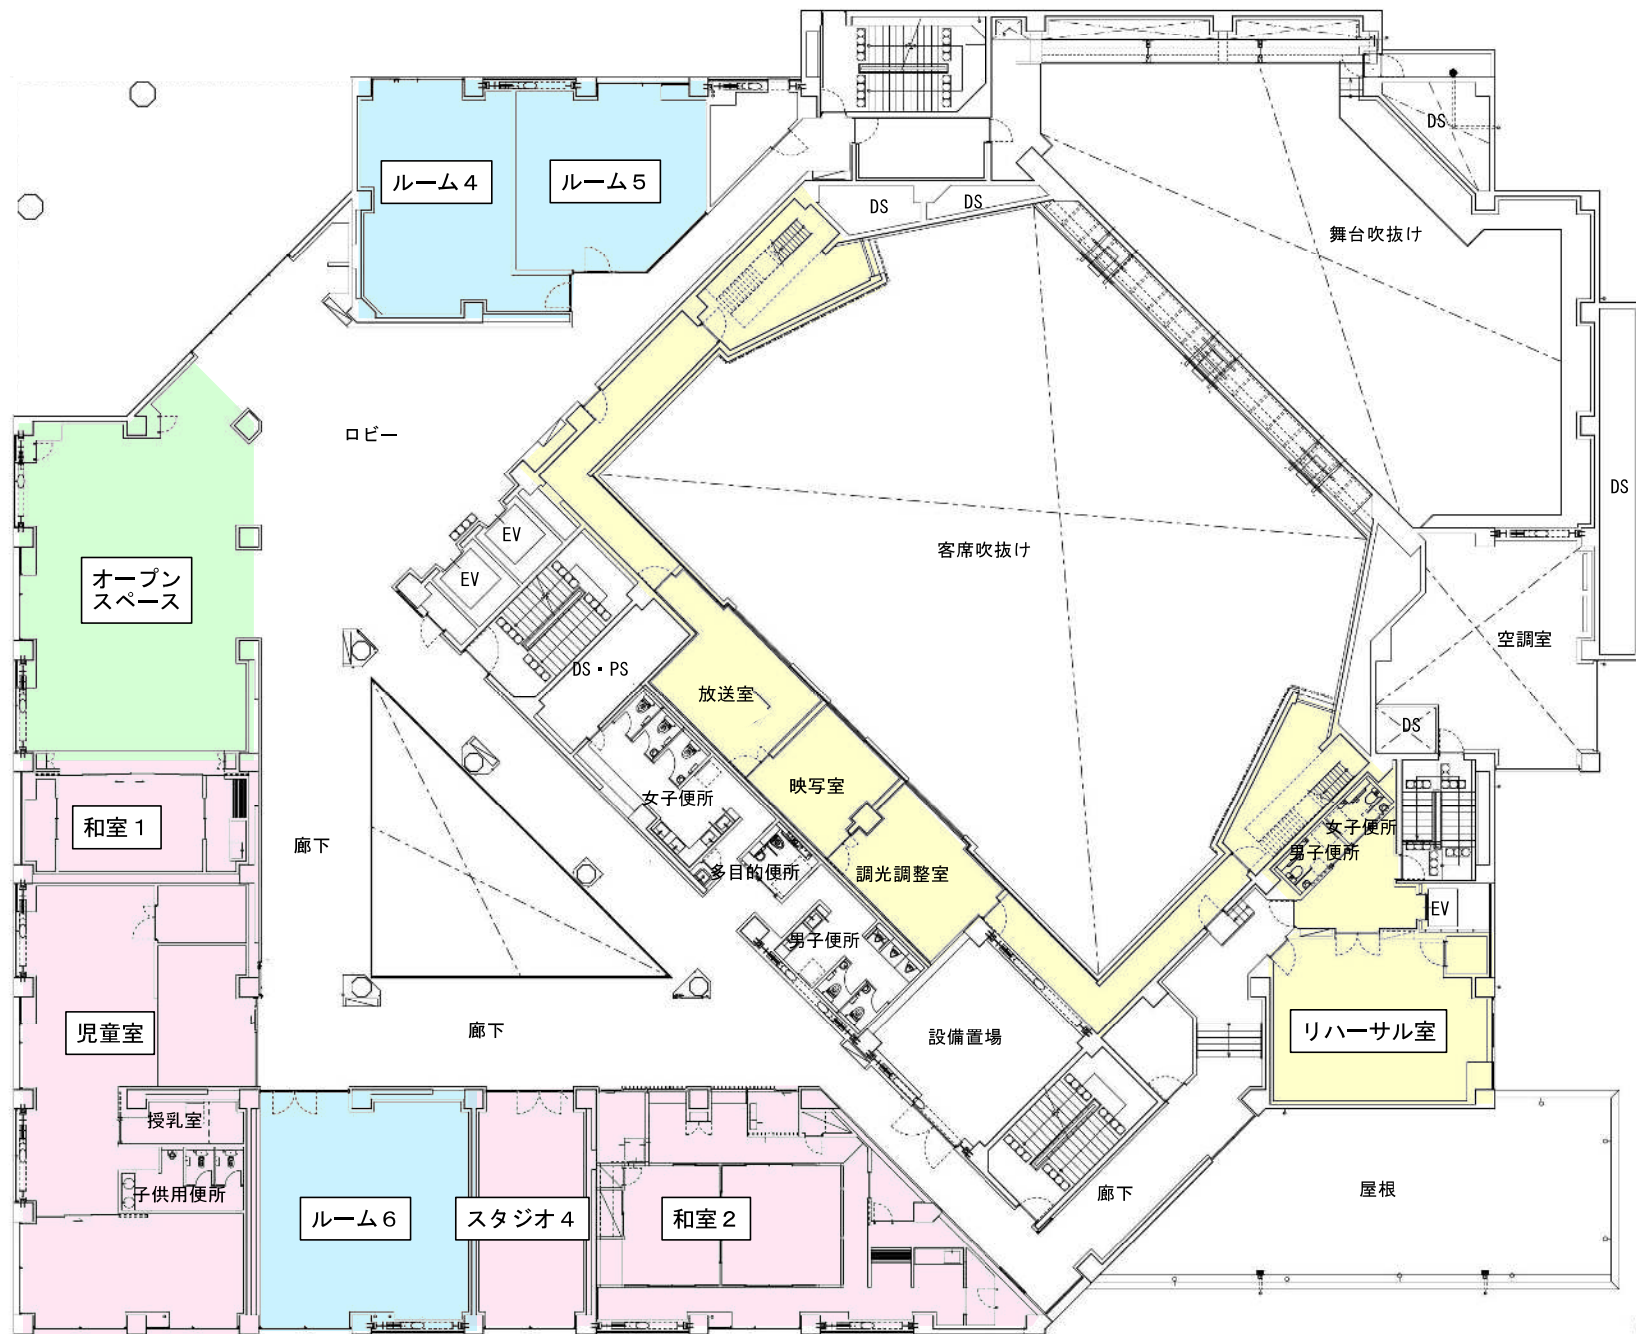 DS
ルーム４
ルーム５
DS
DS
舞台吹抜け
ロビー
DS
EV
客席吹抜け
EV
オープン
スペース
空調室
DS・PS
放送室
DS
映写室
女子便所
和室１
女子便所
廊下
男子便所
多目的便所
調光調整室
EV
男子便所
児童室
廊下
設備置場
リハーサル室
授乳室
子供用便所
廊下
屋根
ルーム６
スタジオ４
和室２